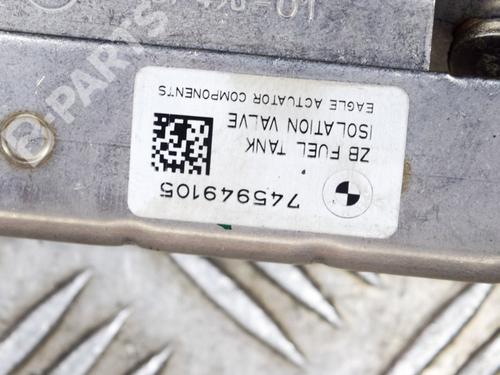 745949105
ZB FUEL TANK
ISOLATION VALVE
EAGLE ACTUATOR COMPONENTS
B-PARTS